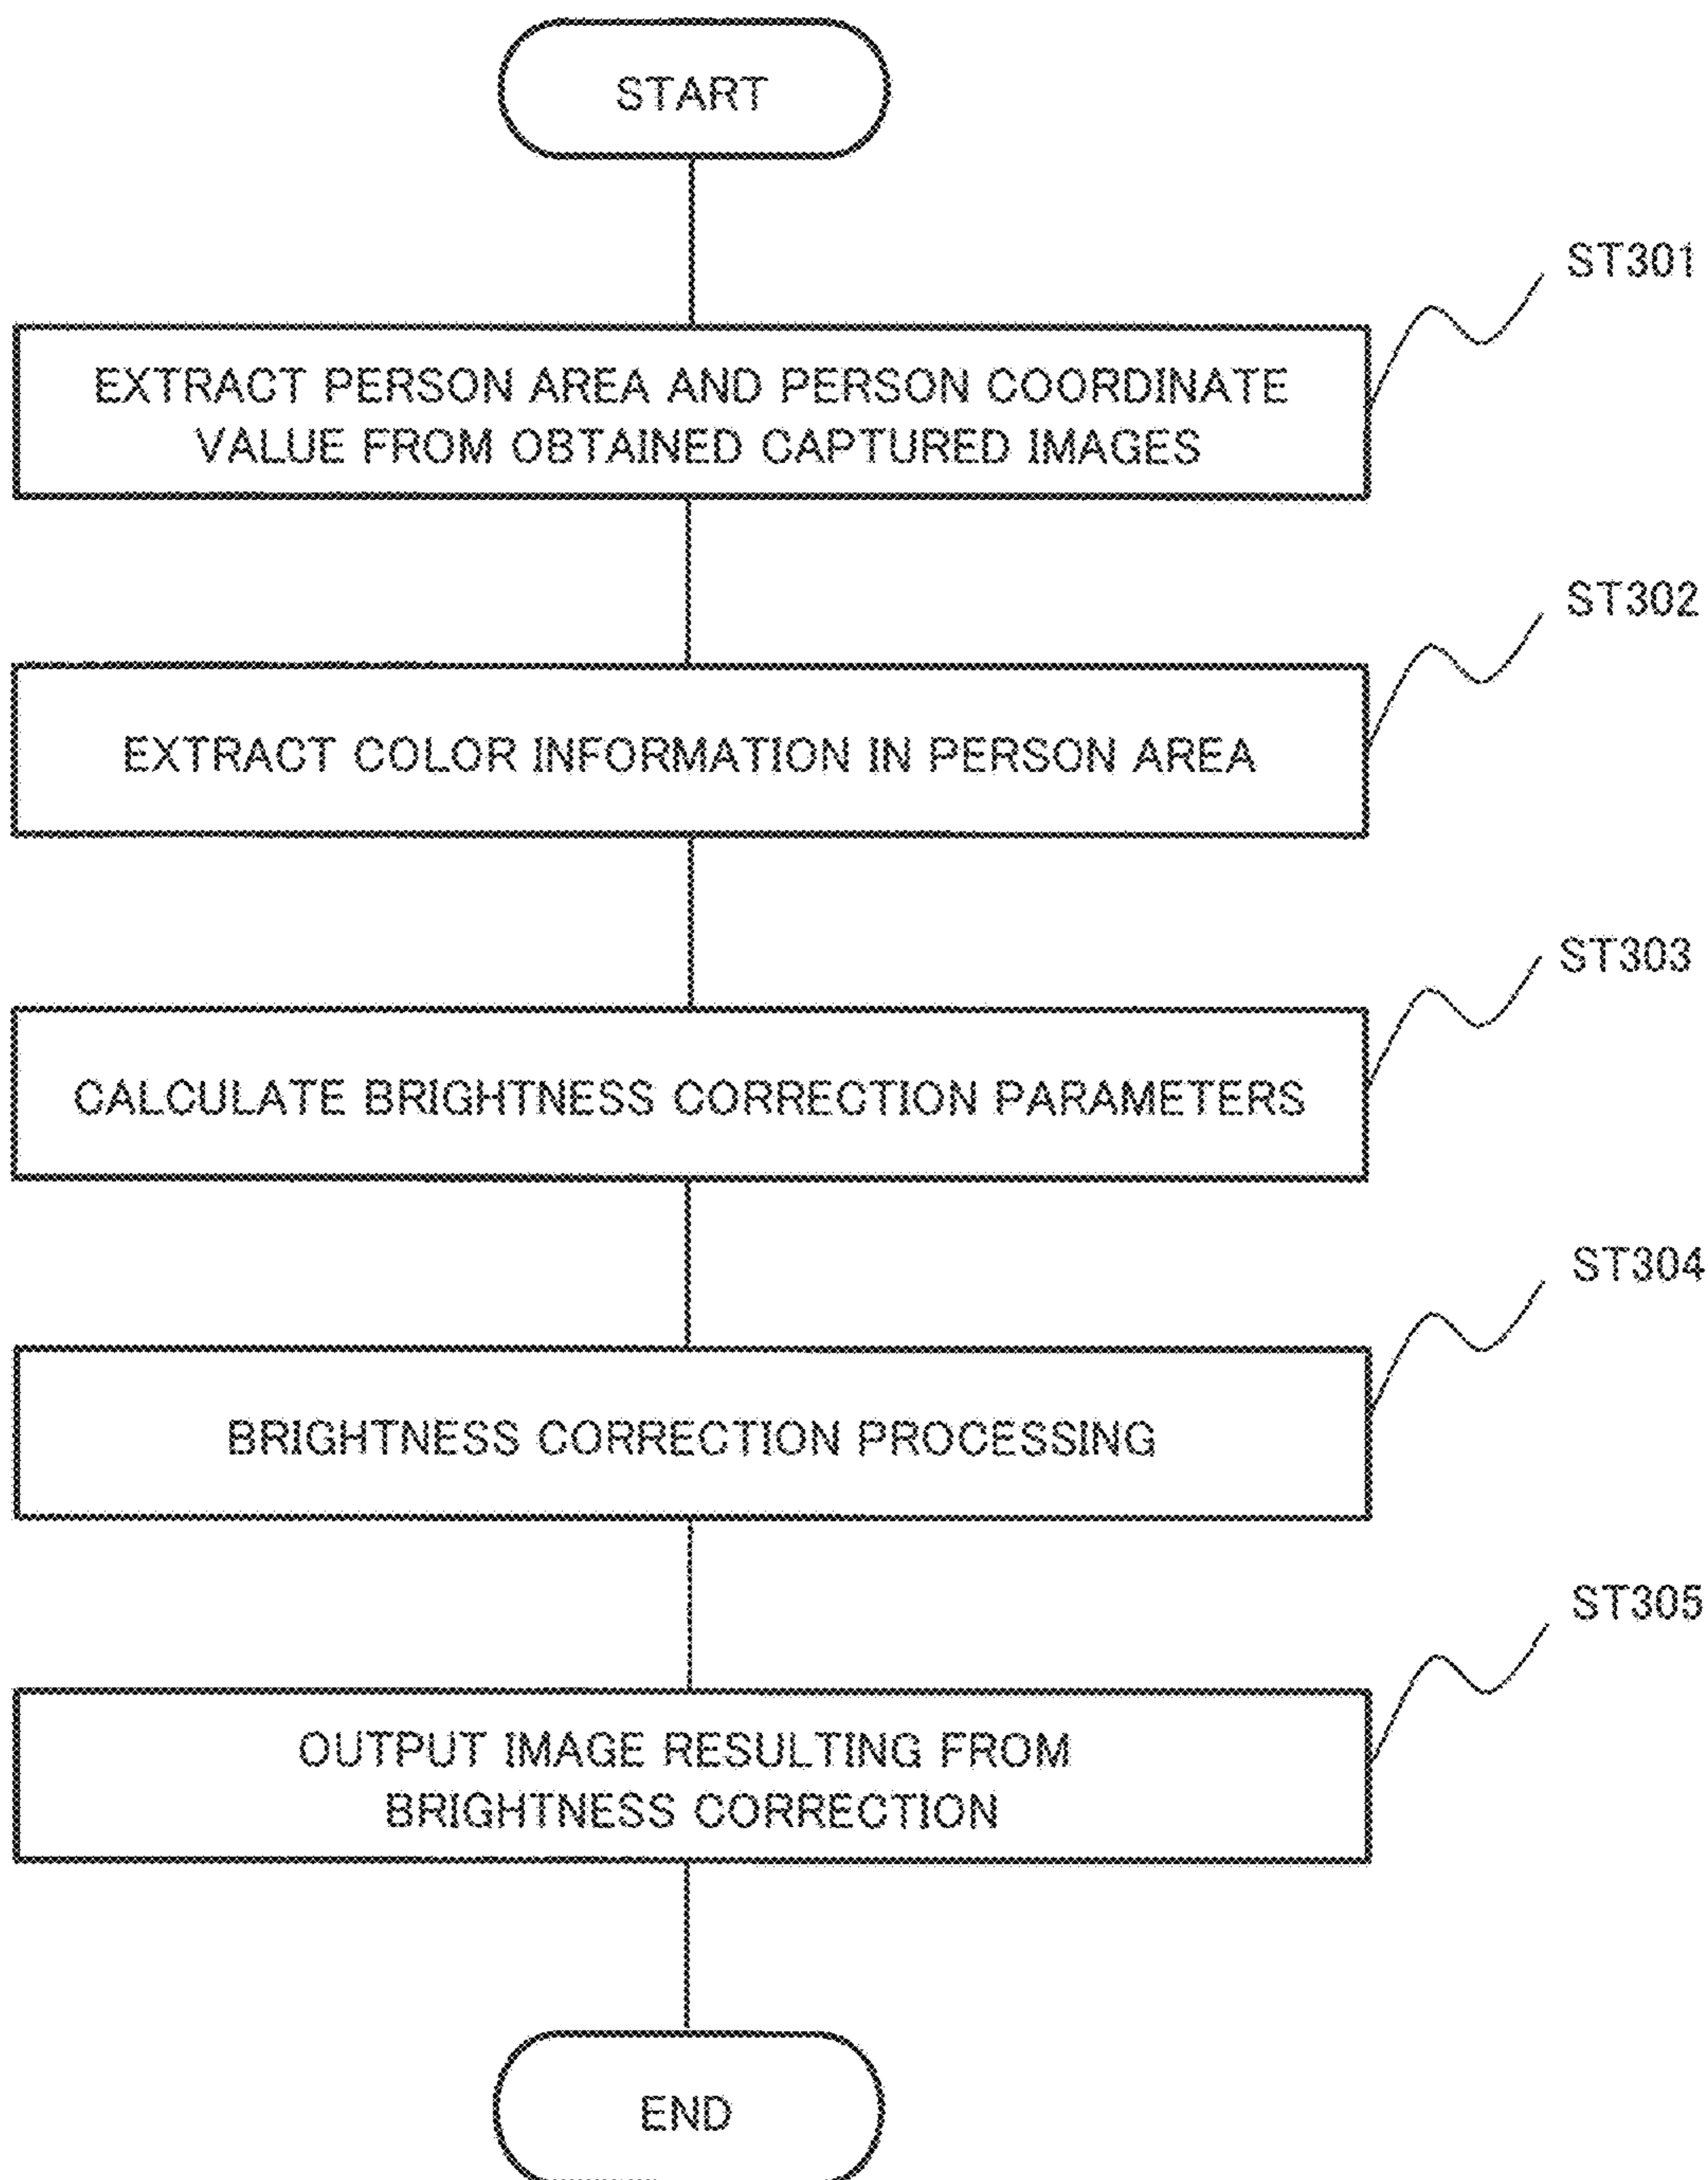 START
ST301
EXTRACT PERSON AREA AND PERSON COORDINATE
VALUE FROM OBTAINED CAPTURED IMAGES
ST302
EXTRACT COLOR INFORMATION IN PERSON AREA
ST303
CALCULATE BRIGHTNESS CORRECTION PARAMETERS
ST304
BRIGHTNESS CORRECTION PROCESSING
ST305
OUTPUT IMAGE RESULTING FROM
BRIGHTNESS CORRECTION
END